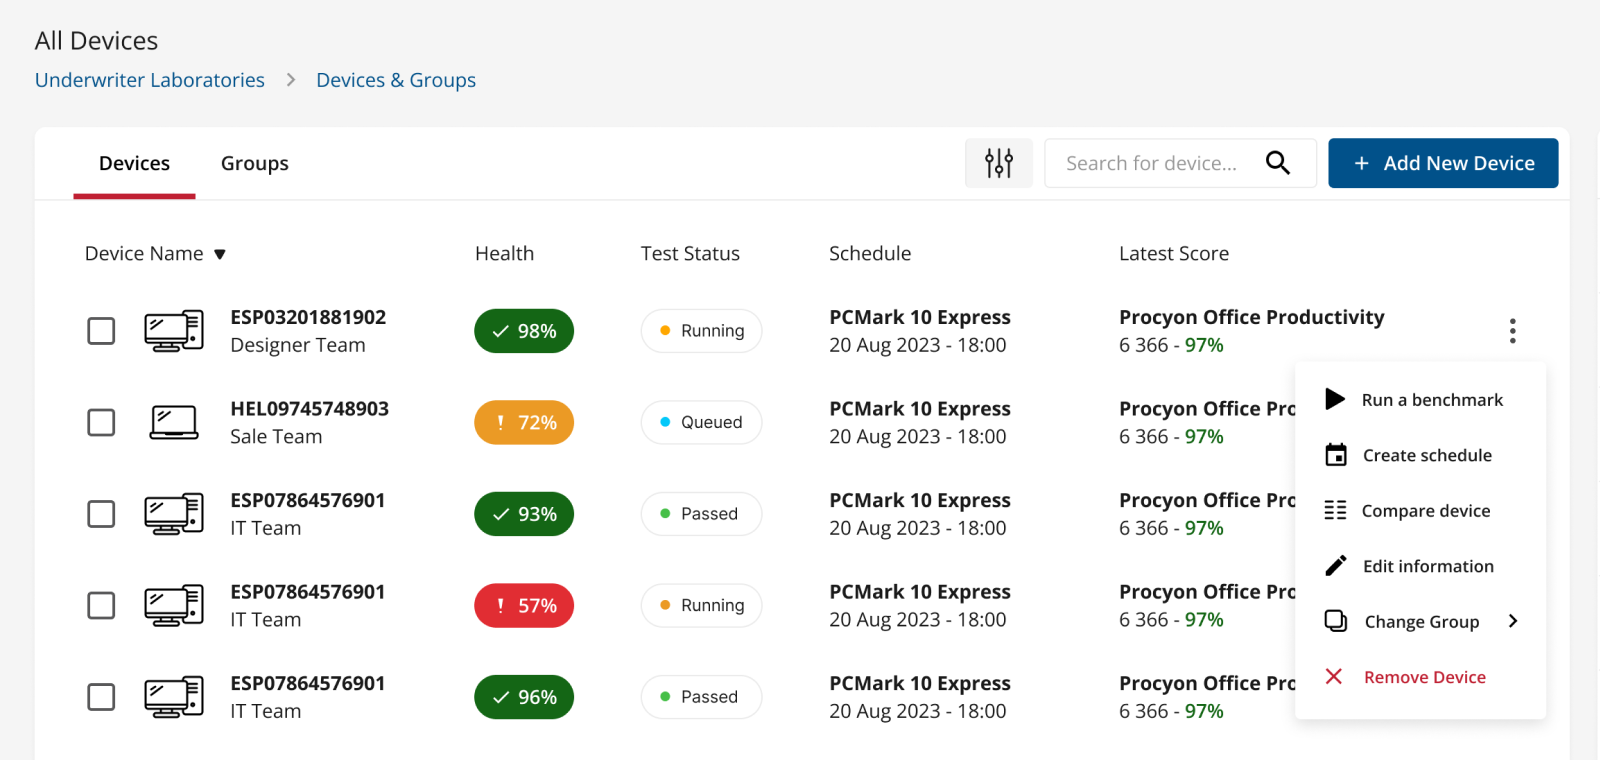 All Devices
Underwriter Laboratories > Devices & Groups
Devices Groups Search for device... + Add New Device
Device Name ▼ Health Test Status Schedule Latest Score
ESP03201881902 98% Running PCMark 10 Express Procyon Office Productivity
Designer Team 20 Aug 2023 - 18:00 6 366 - 97%
HEL09745748903 ! 72% Queued PCMark 10 Express Procyon Office Pro
Sale Team 20 Aug 2023 - 18:00 6 366 - 97%
ESP07864576901 93% Passed PCMark 10 Express Procyon Office Pro
IT Team 20 Aug 2023 - 18:00 6 366 - 97%
ESP07864576901 ! 57% Running PCMark 10 Express Procyon Office Pro
IT Team 20 Aug 2023 - 18:00 6 366 - 97%
ESP07864576901 96% Passed PCMark 10 Express Procyon Office Pro
IT Team 20 Aug 2023 - 18:00 6 366 - 97%
Run a benchmark
Create schedule
Compare device
Edit information
Change Group
Remove Device